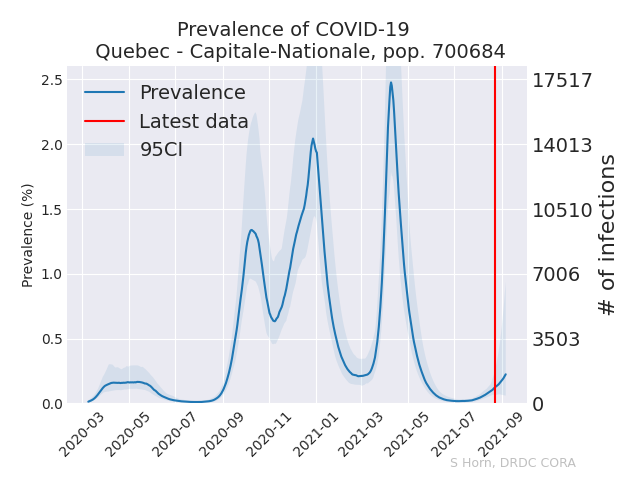 Prevalence of COVID-19
Quebec - Capitale-Nationale, pop. 700684
Prevalence
Latest data
95CI
Prevalence (%)
2.5
2.0
1.5
1.0
0.5
0.0
17517
14013
10510
7006
3503
0
# of infections
2020-03
2020-05
2020-07
2020-09
2020-11
2021-01
2021-03
2021-05
2021-07
2021-09
S Horn, DRDC CORA